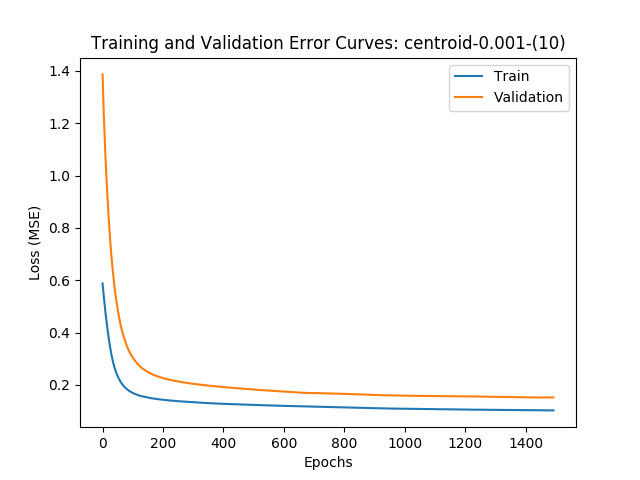 Training and Validation Error Curves: centroid-0.001-(10)
Train
Validation
1.4
1.2
1.0
0.8
0.6
0.4
0.2
Loss (MSE)
0 200 400 600 800 1000 1200 1400
Epochs